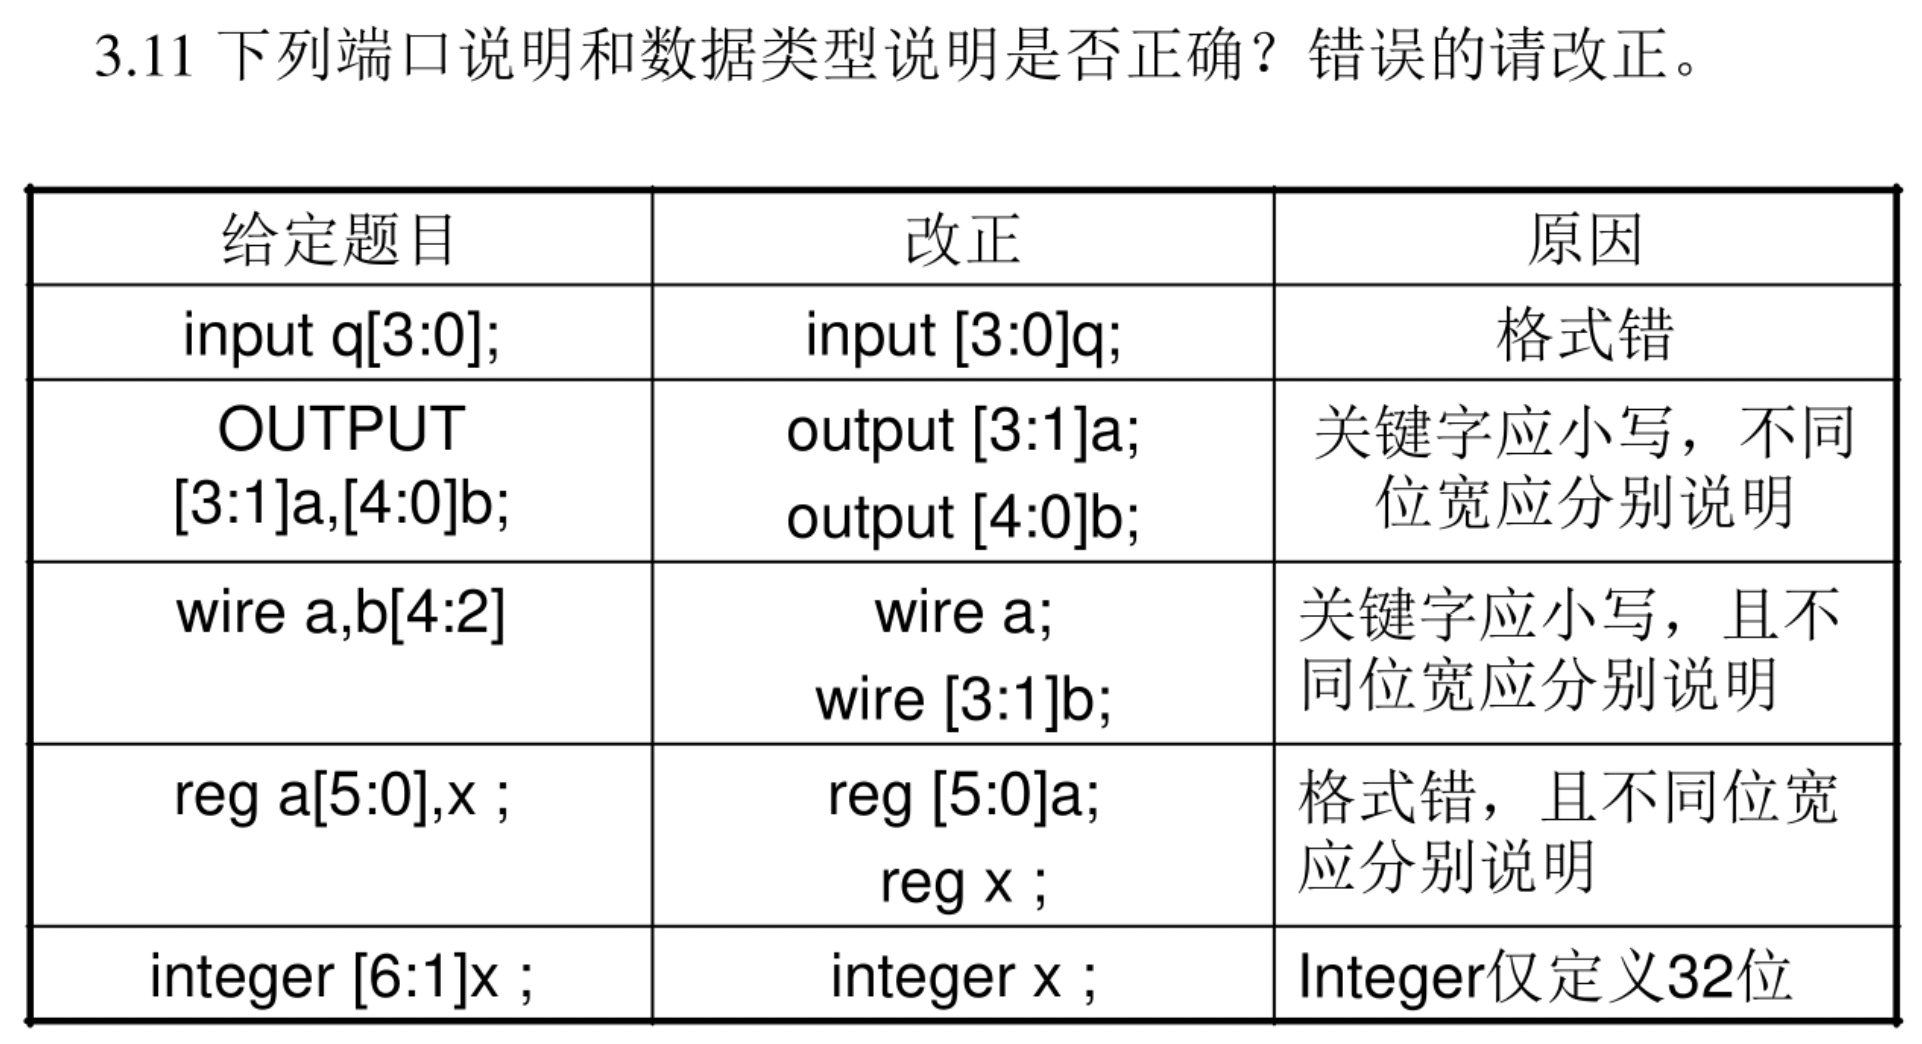 3.11 下列端口说明和数据类型说明是否正确？错误的请改正。
给定题目 改正 原因
input q[3:0]; input [3:0]q; 格式错
OUTPUT
[3:1]a,[4:0]b;
output [3:1]a;
output [4:0]b;
关键字应小写，不同
位宽应分别说明
wire a,b[4:2]
wire a;
wire [3:1]b;
关键字应小写，且不
同位宽应分别说明
reg a[5:0],x ;
reg [5:0]a;
reg x ;
格式错，且不同位宽
应分别说明
integer [6:1]x ; integer x ; Integer仅定义32位